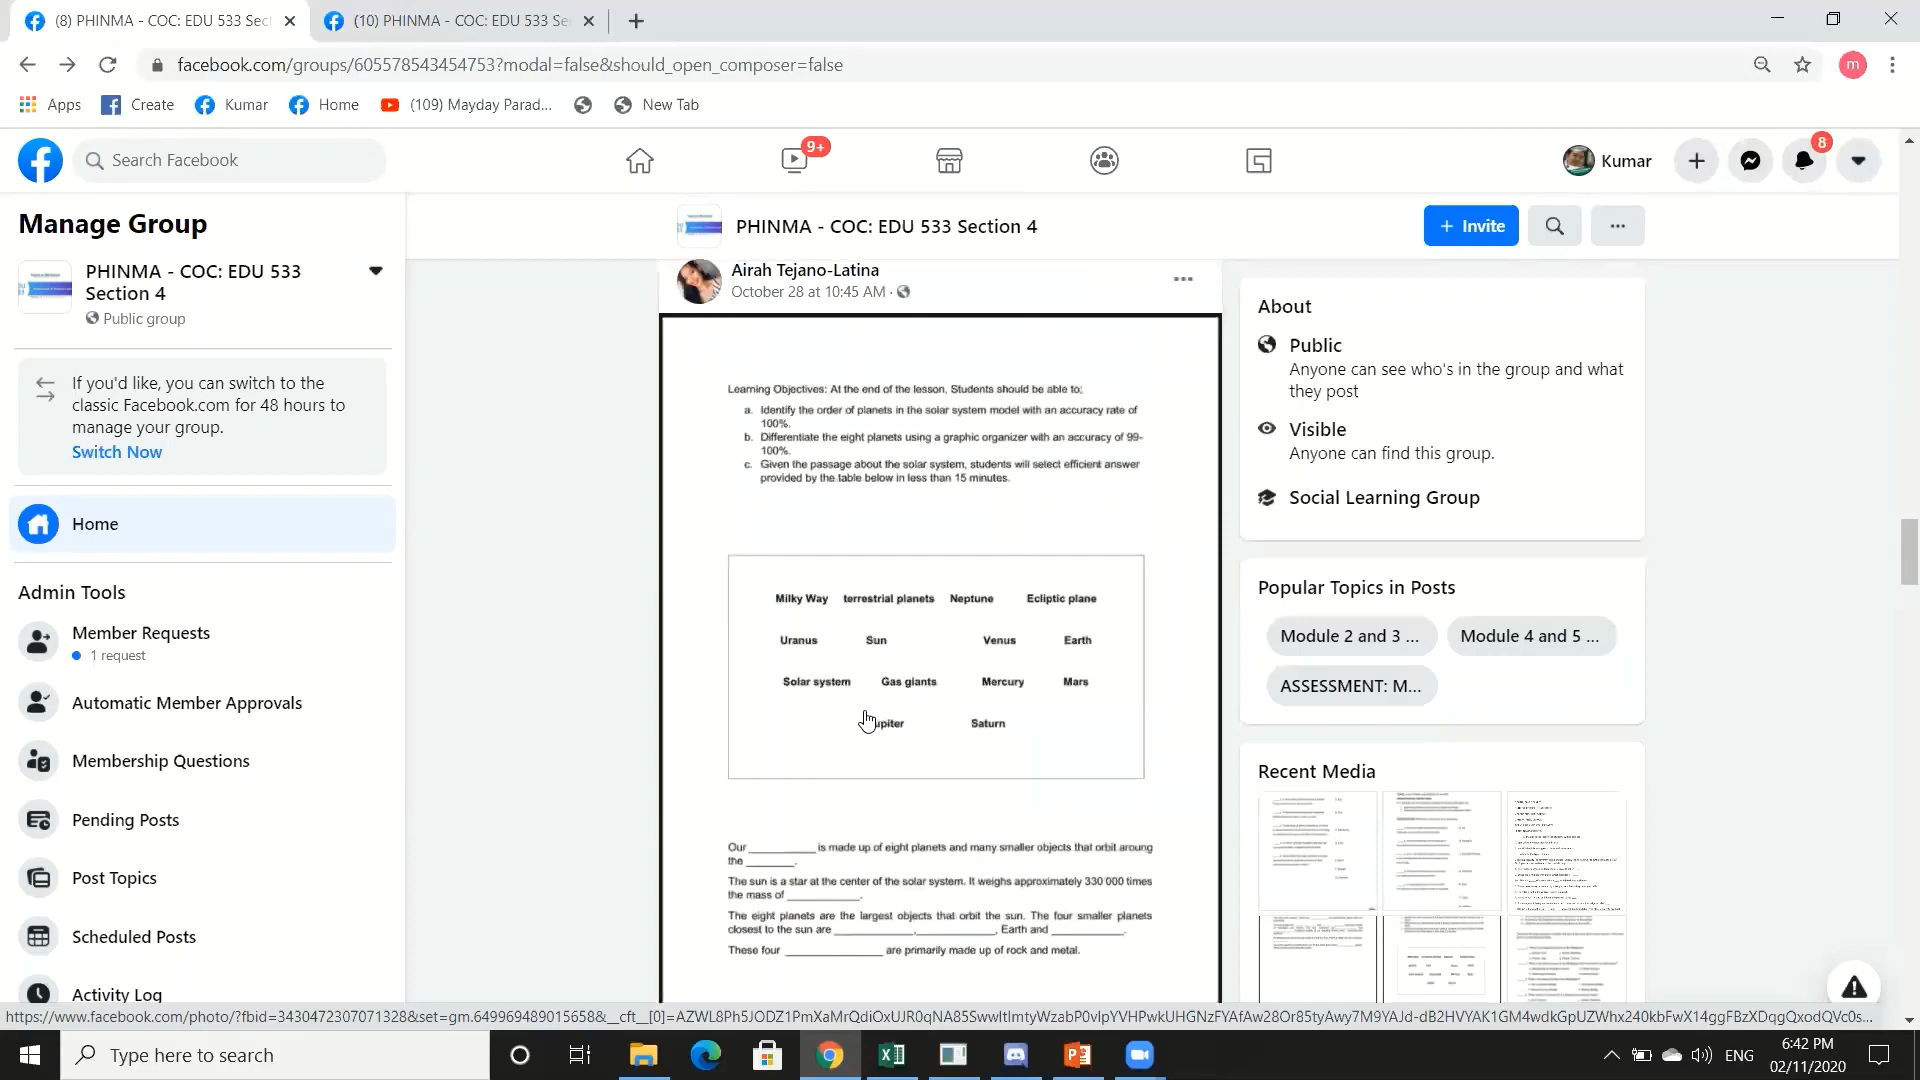 (8) PHINMA - COC: EDU 533 Sect
(10) PHINMA - COC: EDU 533 Se
facebook.com/groups/605578543454753?modal=false&should_open_composer=false
m
Apps
Create
Kumar
Home
(109) Mayday Parad...
New Tab
Search Facebook
9+
Kumar
8
Manage Group
PHINMA - COC: EDU 533
Section 4
Public group
If you'd like, you can switch to the
classic Facebook.com for 48 hours to
manage your group.
Switch Now
Home
Admin Tools
Member Requests
1 request
Automatic Member Approvals
Membership Questions
Pending Posts
Post Topics
Scheduled Posts
Activity Log
PHINMA - COC: EDU 533 Section 4
+ Invite
Airah Tejano-Latina
October 28 at 10:45 AM ·
Learning Objectives: At the end of the lesson, Students should be able to;
a. Identify the order of planets in the solar system model with an accuracy rate of
100%.
b. Differentiate the eight planets using a graphic organizer with an accuracy of 99-
100%.
c. Given the passage about the solar system, students will select efficient answer
provided by the table below in less than 15 minutes.
Milky Way terrestrial planets Neptune Ecliptic plane
Uranus Sun Venus Earth
Solar system Gas giants Mercury Mars
upiter Saturn
Our ____________ is made up of eight planets and many smaller objects that orbit aroung
the _________.
The sun is a star at the center of the solar system. It weighs approximately 330 000 times
the mass of _____________.
The eight planets are the largest objects that orbit the sun. The four smaller planets
closest to the sun are ______________,______________, Earth and _____________.
These four _________________ are primarily made up of rock and metal.
About
Public
Anyone can see who's in the group and what
they post
Visible
Anyone can find this group.
Social Learning Group
Popular Topics in Posts
Module 2 and 3 ...
Module 4 and 5 ...
ASSESSMENT: M...
Recent Media
Type here to search
ENG
6:42 PM
02/11/2020